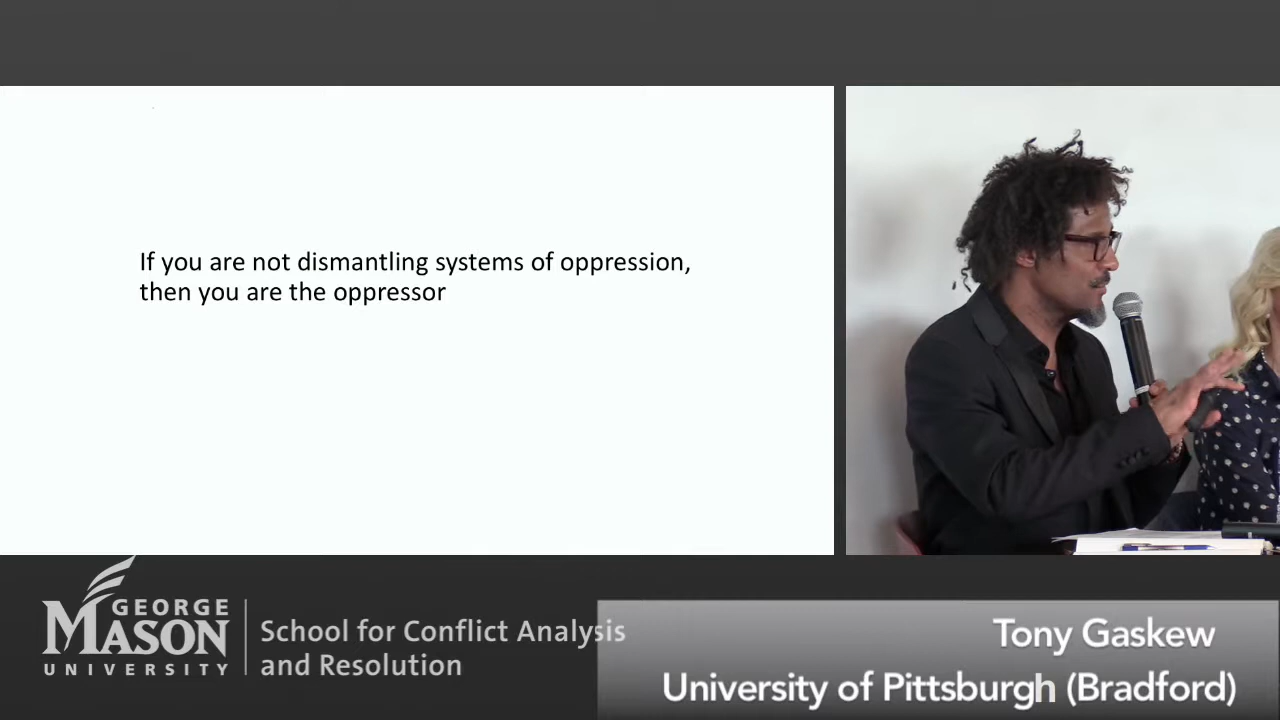 If you are not dismantling systems of oppression,
then you are the oppressor
GEORGE
MASON
UNIVERSITY
School for Conflict Analysis
and Resolution
Tony Gaskew
University of Pittsburgh (Bradford)